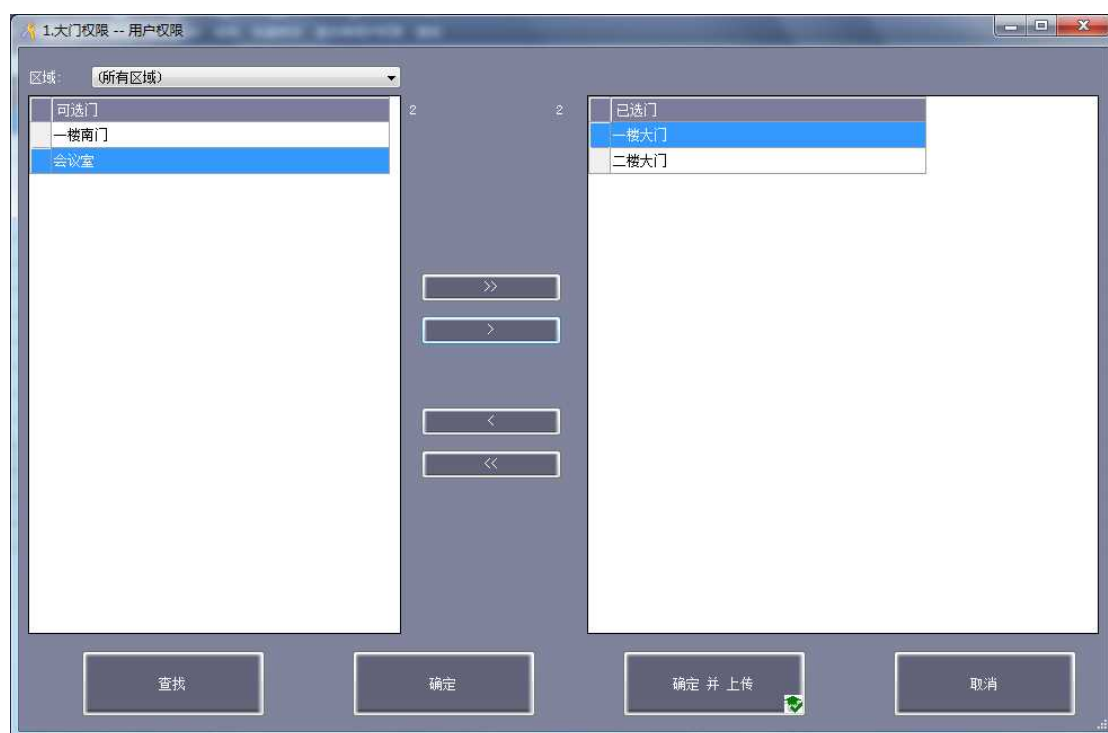 1.大门权限 -- 用户权限
区域: (所有区域)
可选门
一楼南门
会议室
2
2
已选门
一楼大门
二楼大门
>>
>
<
<<
查找
确定
确定 并 上传
取消